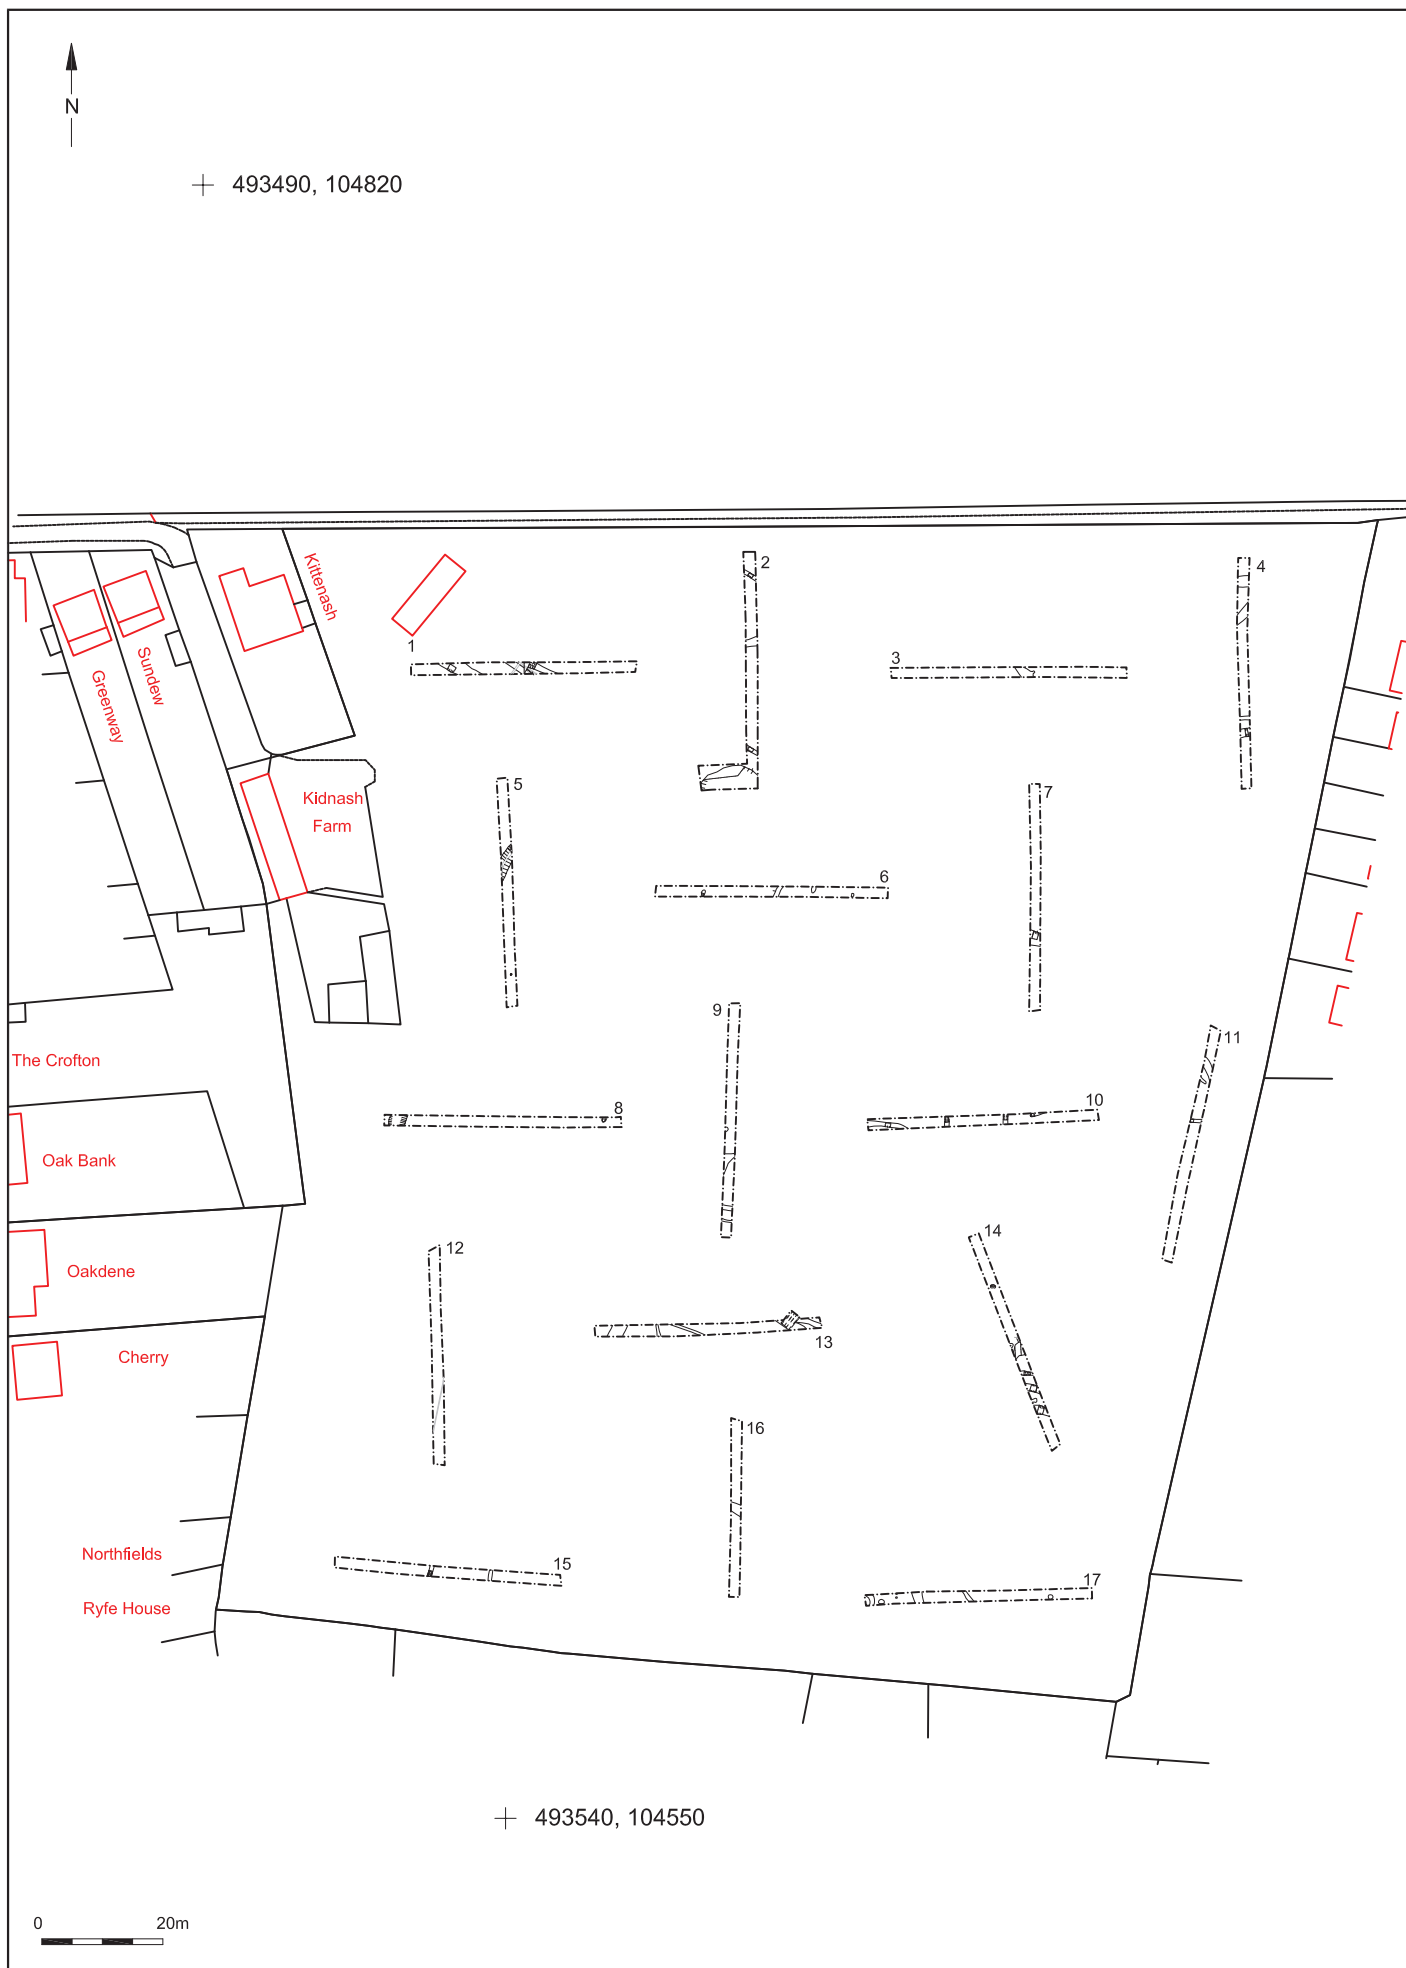 N
493490, 104820
Kittenash
Sundew
Greenway
1
2
3
4
Kidnash
Farm
5
6
7
8
9
10
11
The Crofton
Oak Bank
Oakdene
Cherry
12
13
14
15
16
17
Northfields
Ryfe House
493540, 104550
0 20m